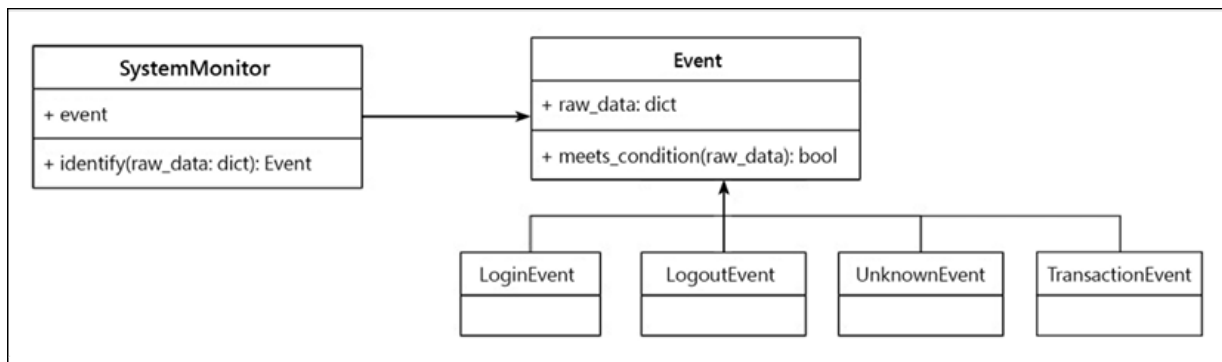 SystemMonitor
+ event
+ identify(raw_data: dict): Event
Event
+ raw_data: dict
+ meets_condition(raw_data): bool
LoginEvent
LogoutEvent
UnknownEvent
TransactionEvent